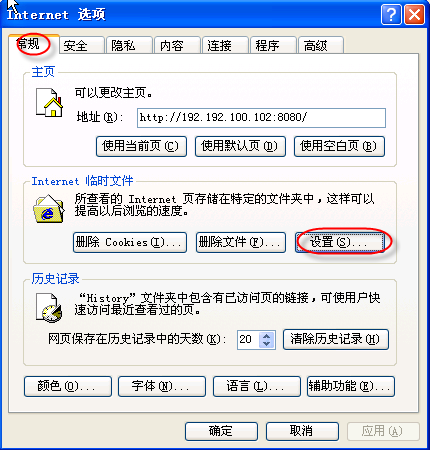 Internet 选项
常规 安全 隐私 内容 连接 程序 高级
主页
可以更改主页。
地址(R): http://192.192.100.102:8080/
使用当前页(C) 使用默认页(D) 使用空白页(B)
Internet 临时文件
所查看的 Internet 页存储在特定的文件夹中,这样可以
提高以后浏览的速度。
删除 Cookies(I)... 删除文件(F)... 设置(S)...
历史记录
“History”文件夹中包含有已访问页的链接,可使用户快
速访问最近查看过的页。
网页保存在历史记录中的天数(K): 20 清除历史记录(H)
颜色(O)... 字体(N)... 语言(L)... 辅助功能(E)...
确定 取消 应用(A)